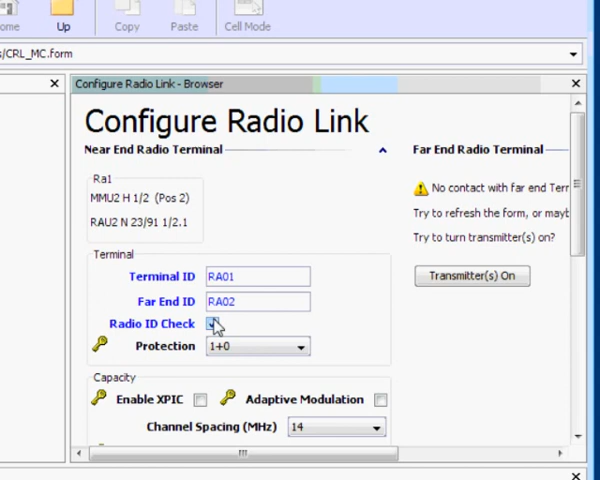 ome
Up
Copy
Paste
Cell Mode
s/CRL_MC.form
Configure Radio Link - Browser
Configure Radio Link
Near End Radio Terminal
Far End Radio Terminal
Ra1
MMU2 H 1/2 (Pos 2)
RAU2 N 23/91 1/2.1
No contact with far end Terr
Try to refresh the form, or mayb
Try to turn transmitter(s) on?
Transmitter(s) On
Terminal
Terminal ID RA01
Far End ID RA02
Radio ID Check
Protection 1+0
Capacity
Enable XPIC
Adaptive Modulation
Channel Spacing (MHz) 14